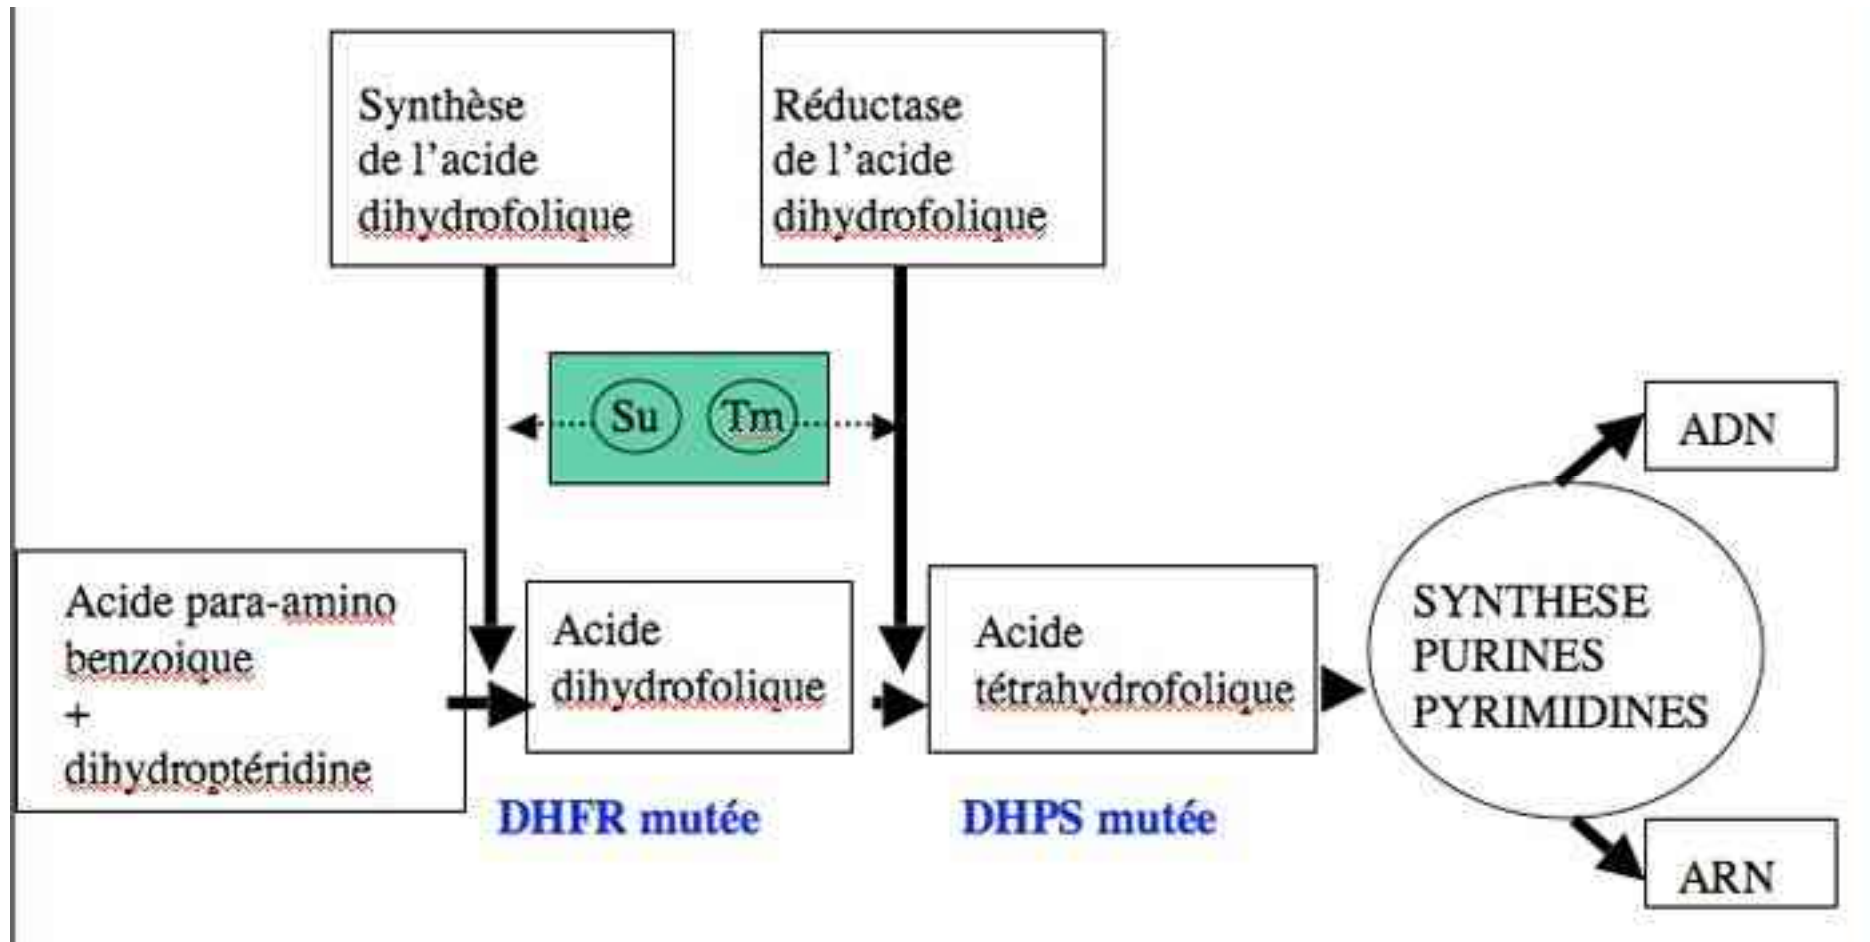 Synthèse
de l'acide
dihydrofolique
Réductase
de l'acide
dihydrofolique
Su
Tm
ADN
Acide para-amino
benzoique
+
dihydroptéridine
Acide
dihydrofolique
Acide
tétrahydrofolique
SYNTHESE
PURINES
PYRIMIDINES
DHFR mutée
DHPS mutée
ARN